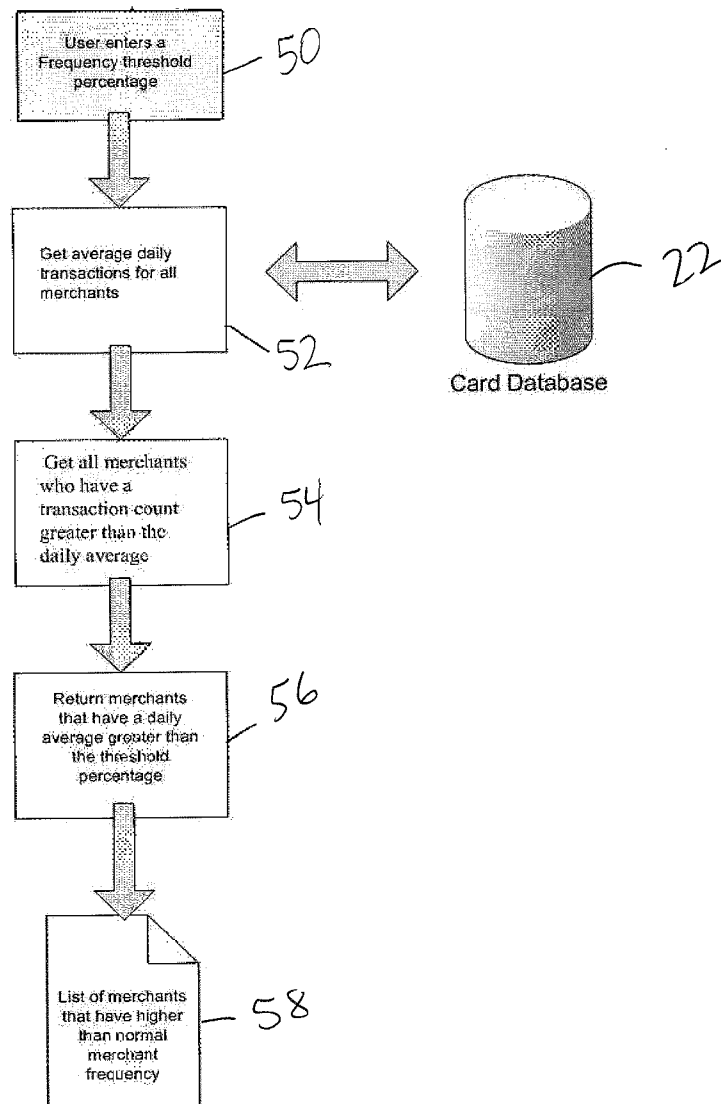 User enters a
Frequency threshold
percentage
50
Get average daily
transactions for all
merchants
52
22
Card Database
Get all merchants
who have a
transaction count
greater than the
daily average
54
Return merchants
that have a daily
average greater than
the threshold
percentage
56
List of merchants
that have higher
than normal
merchant
frequency
58